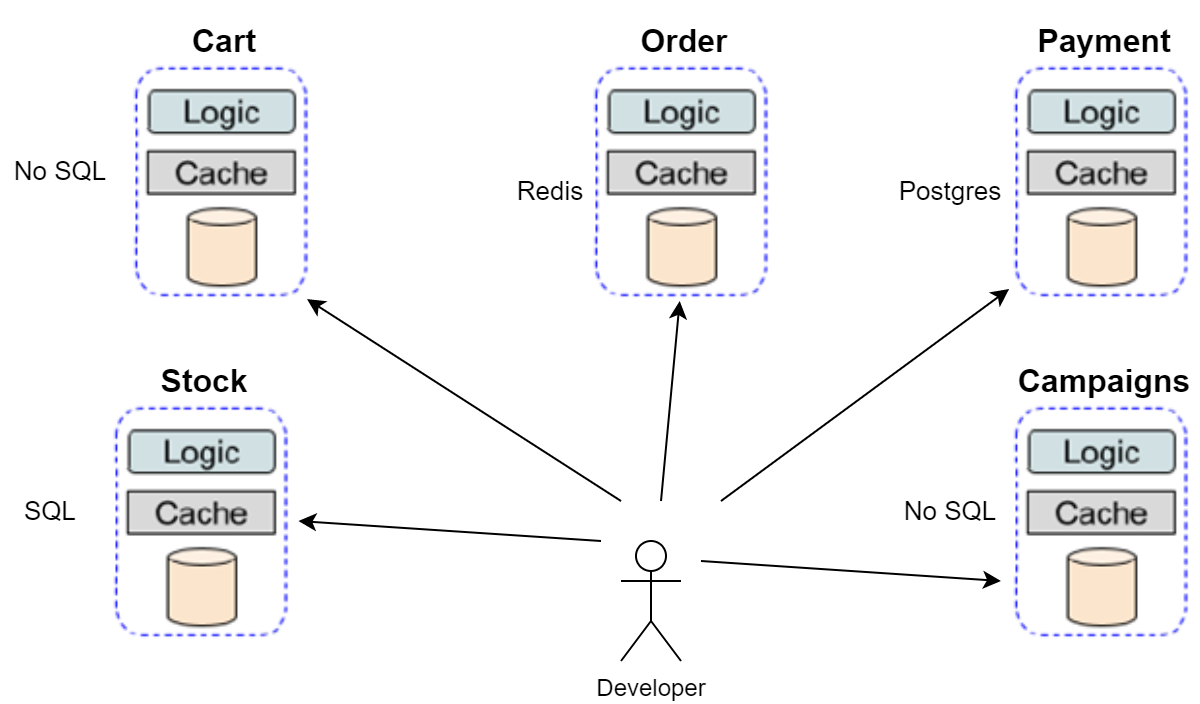 Cart
Order
Payment
Logic
Logic
Logic
No SQL
Cache
Redis
Cache
Postgres
Cache
Stock
Campaigns
Logic
Logic
SQL
Cache
No SQL
Cache
Developer